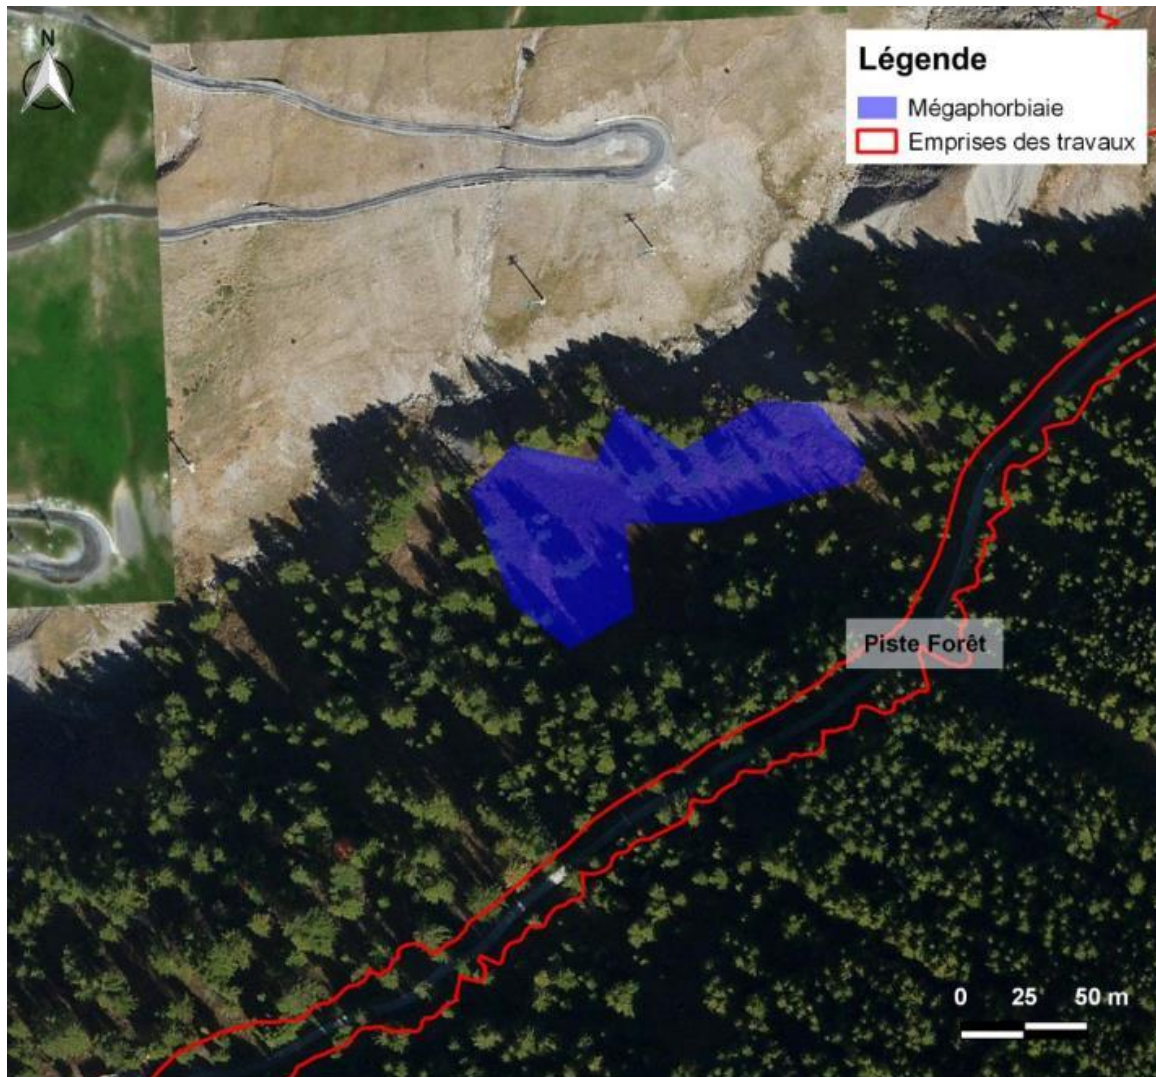 N
Légende
Mégaphorbiaie
Emprises des travaux
Piste Forêt
0 25 50 m